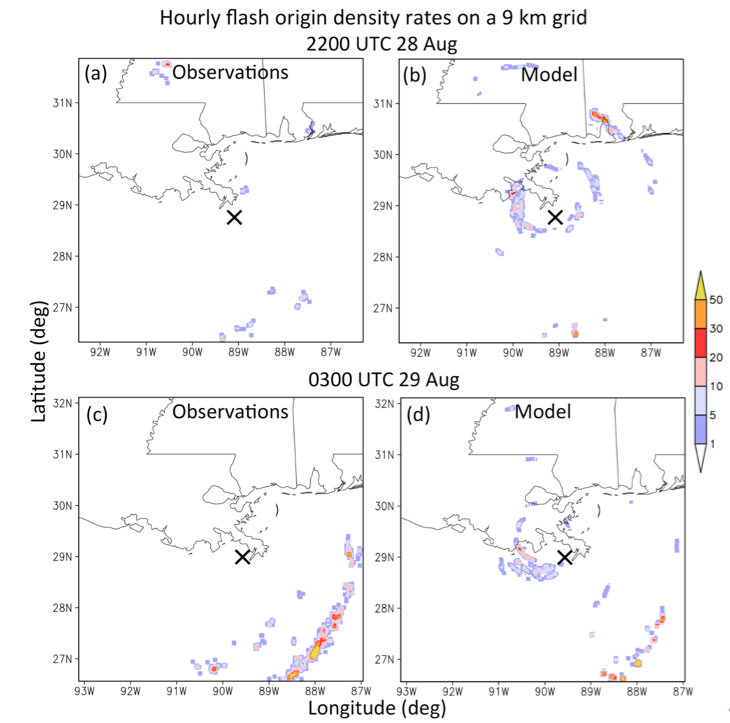 Hourly flash origin density rates on a 9 km grid
2200 UTC 28 Aug
(a) Observations
(b) Model
31N
30N
29N
28N
27N
92W 91W 90W 89W 88W 87W
31N
30N
29N
28N
27N
92W 91W 90W 89W 88W 87W
Latitude (deg)
50
30
20
10
5
1
0300 UTC 29 Aug
(c) Observations
(d) Model
32N
31N
30N
29N
28N
27N
93W 92W 91W 90W 89W 88W 87W
32N
31N
30N
29N
28N
27N
93W 92W 91W 90W 89W 88W 87W
Longitude (deg)